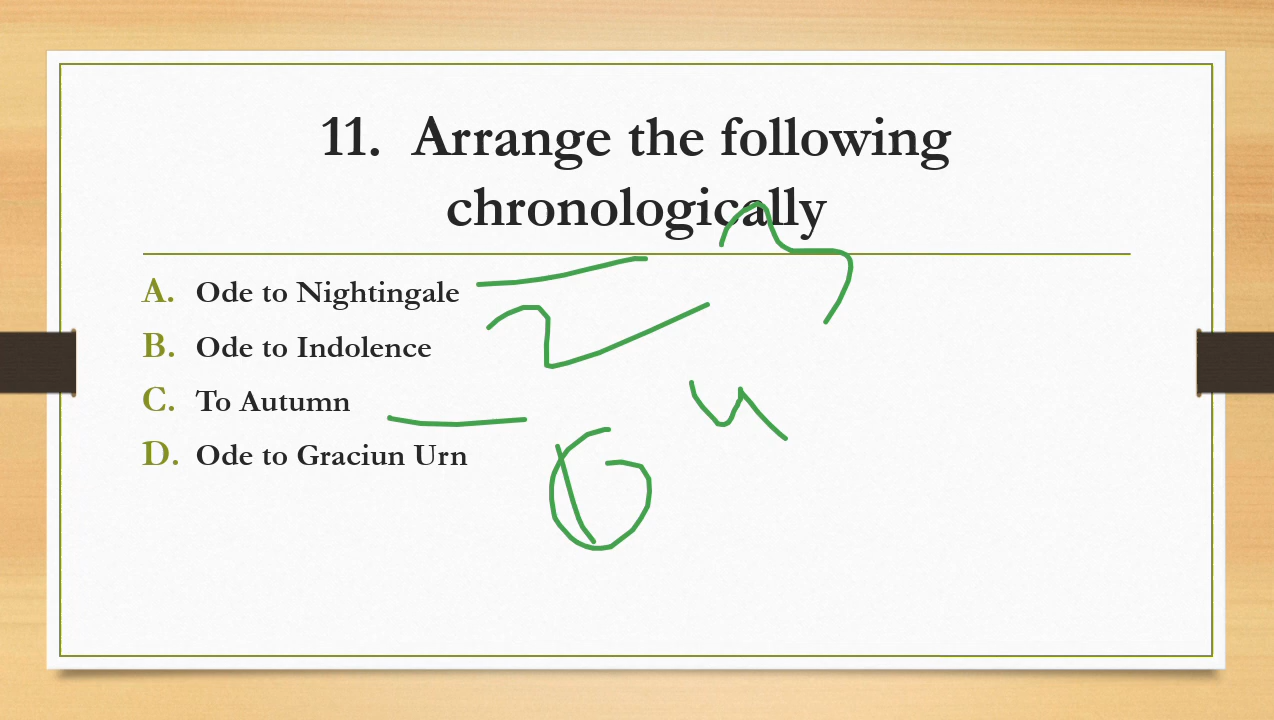 11. Arrange the following
chronologically
A. Ode to Nightingale
B. Ode to Indolence
C. To Autumn
D. Ode to Graciun Urn